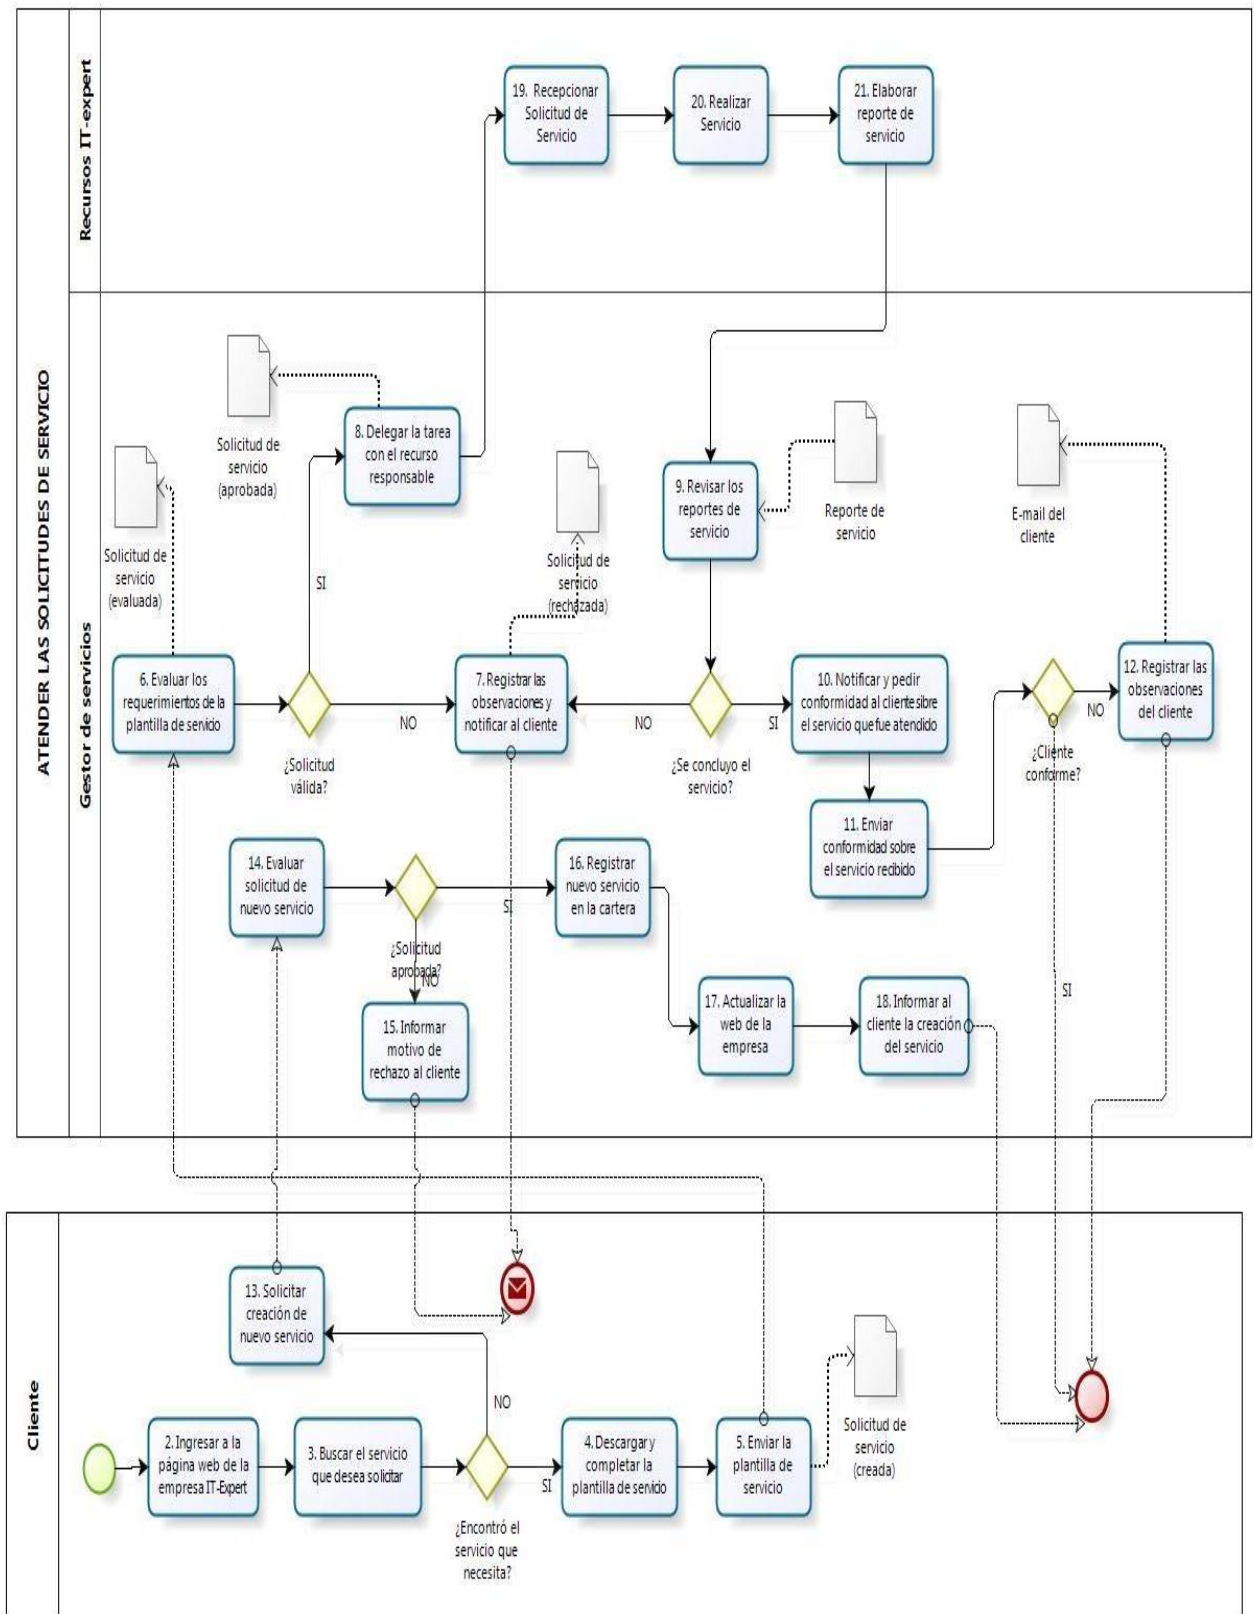 ATENDER LAS SOLICITUDES DE SERVICIO
Recursos IT-expert
19. Recepcionar
Solicitud de
Servicio
20. Realizar
Servicio
21. Elaborar
reporte de
servicio
Gestor de servicios
Solicitud de
servicio
(evaluada)
Solicitud de
servicio
(aprobada)
8. Delegar la tarea
con el recurso
responsable
Solicitud de
servicio
(rechazada)
9. Revisar los
reportes de
servicio
Reporte de
servicio
E-mail del
cliente
SI
6. Evaluar los
requerimientos de la
plantilla de servicio
¿Solicitud
válida?
NO
7. Registrar las
observaciones y
notificar al cliente
NO
¿Se concluyo el
servicio?
SI
10. Notificar y pedir
conformidad al cliente sibre
el servicio que fue atendido
11. Enviar
conformidad sobre
el servicio recibido
¿Cliente
conforme?
NO
12. Registrar las
observaciones
del cliente
SI
14. Evaluar
solicitud de
nuevo servicio
¿Solicitud
aprobada?
NO
SI
16. Registrar
nuevo servicio
en la cartera
15. Informar
motivo de
rechazo al cliente
17. Actualizar la
web de la
empresa
18. Informar al
cliente la creación
del servicio
Cliente
13. Solicitar
creación de
nuevo servicio
NO
2. Ingresar a la
página web de la
empresa IT-Expert
3. Buscar el servicio
que desea solicitar
¿Encontró el
servicio que
necesita?
SI
4. Descargar y
completar la
plantilla de servicio
5. Enviar la
plantilla de
servicio
Solicitud de
servicio
(creada)